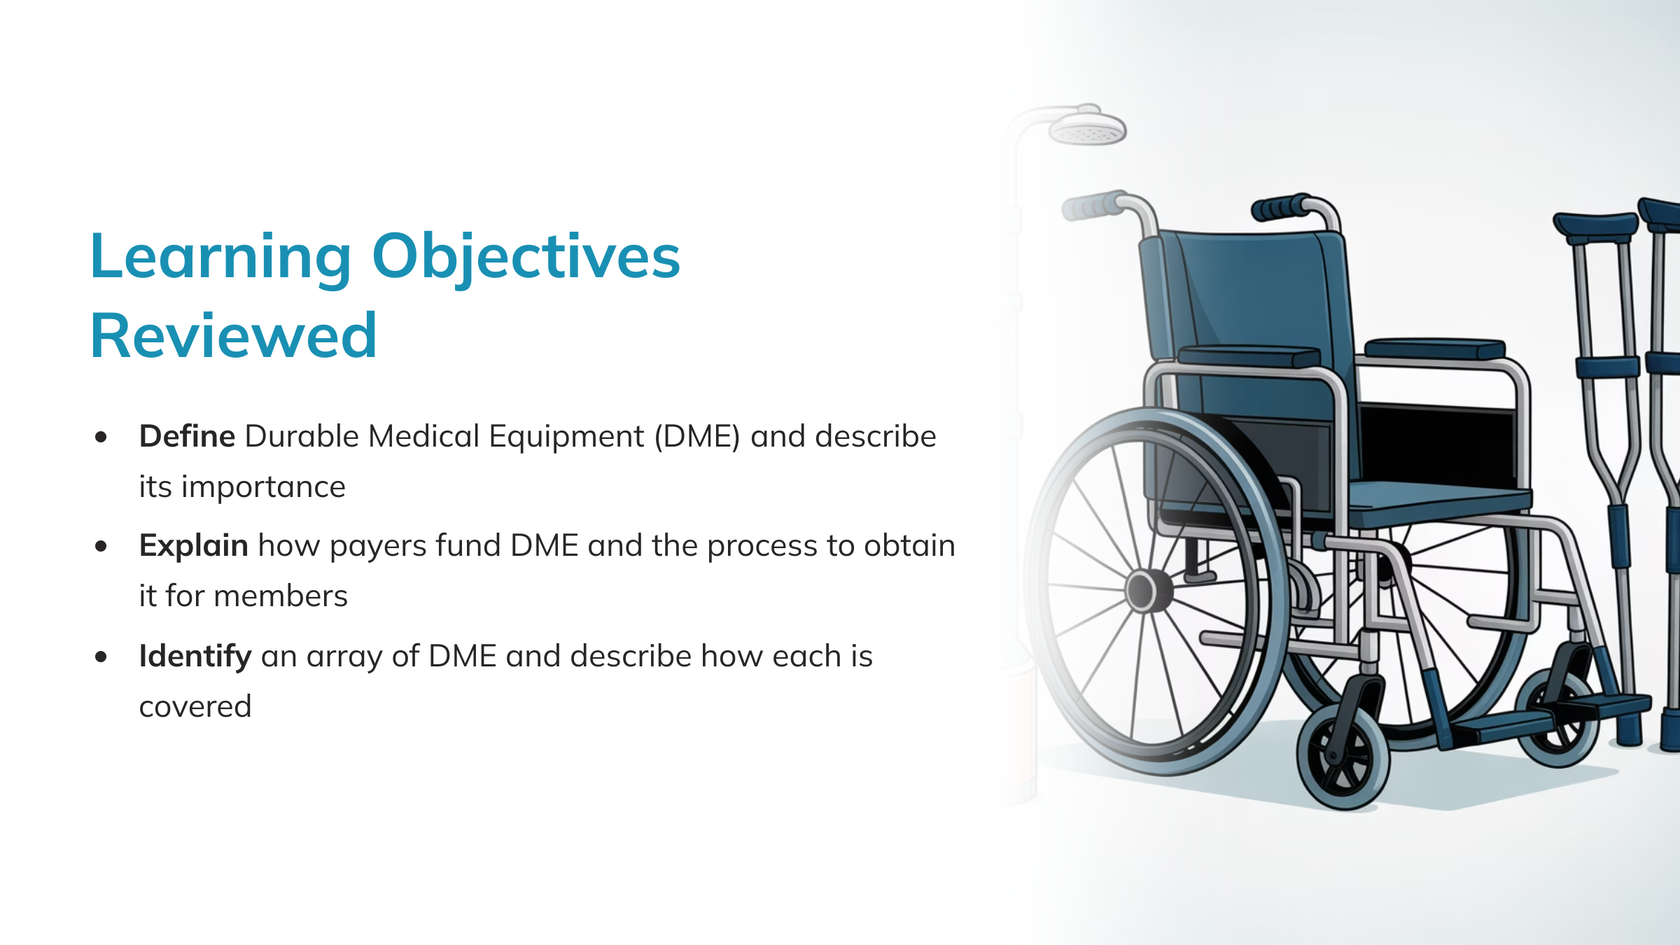 Learning Objectives
Reviewed
• Define Durable Medical Equipment (DME) and describe
its importance
• Explain how payers fund DME and the process to obtain
it for members
• Identify an array of DME and describe how each is
covered